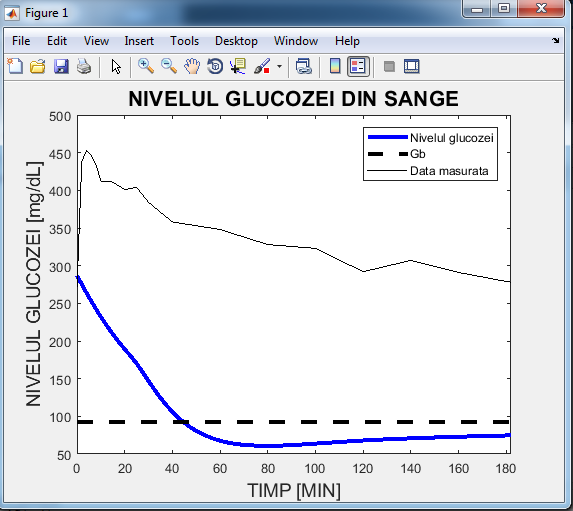 Figure 1
File Edit View Insert Tools Desktop Window Help
NIVELUL GLUCOZEI DIN SANGE
NIVELUL GLUCOZEI [mg/dL]
500
450
400
350
300
250
200
150
100
50
Nivelul glucozei
Gb
Data masurata
0 20 40 60 80 100 120 140 160 180
TIMP [MIN]